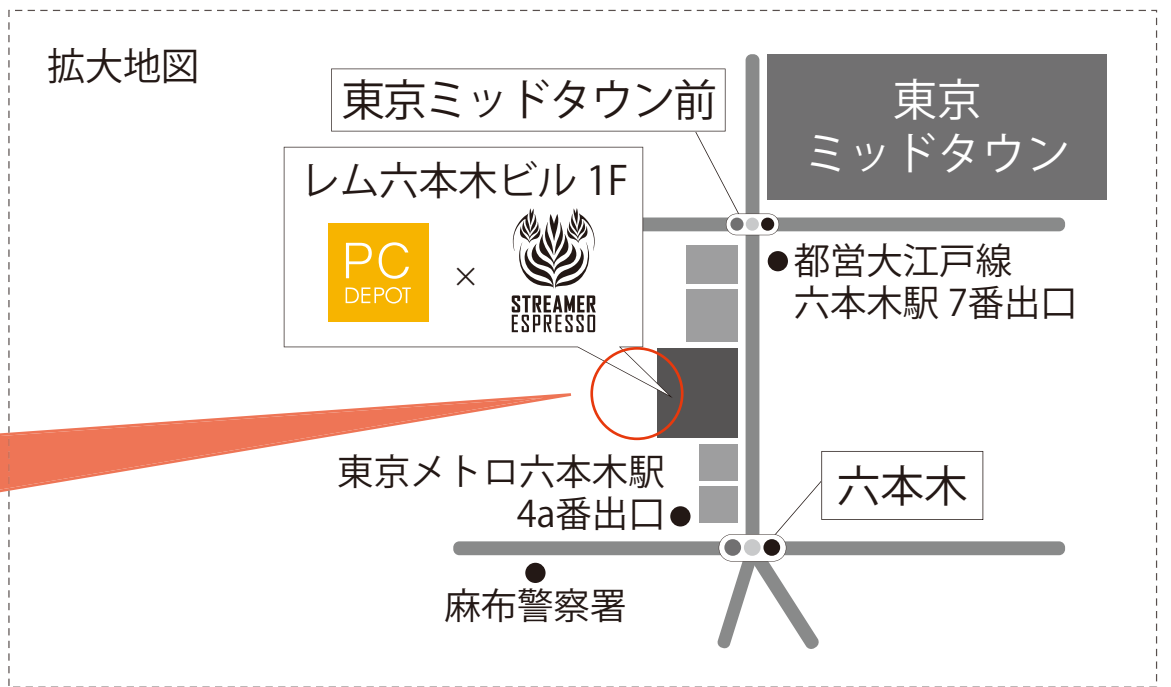 拡大地図
東京ミッドタウン前
東京
ミッドタウン
レム六本木ビル 1F
PC
DEPOT
×
STREAMER
ESPRESSO
都営大江戸線
六本木駅 7番出口
東京メトロ六本木駅
4a番出口
六本木
麻布警察署